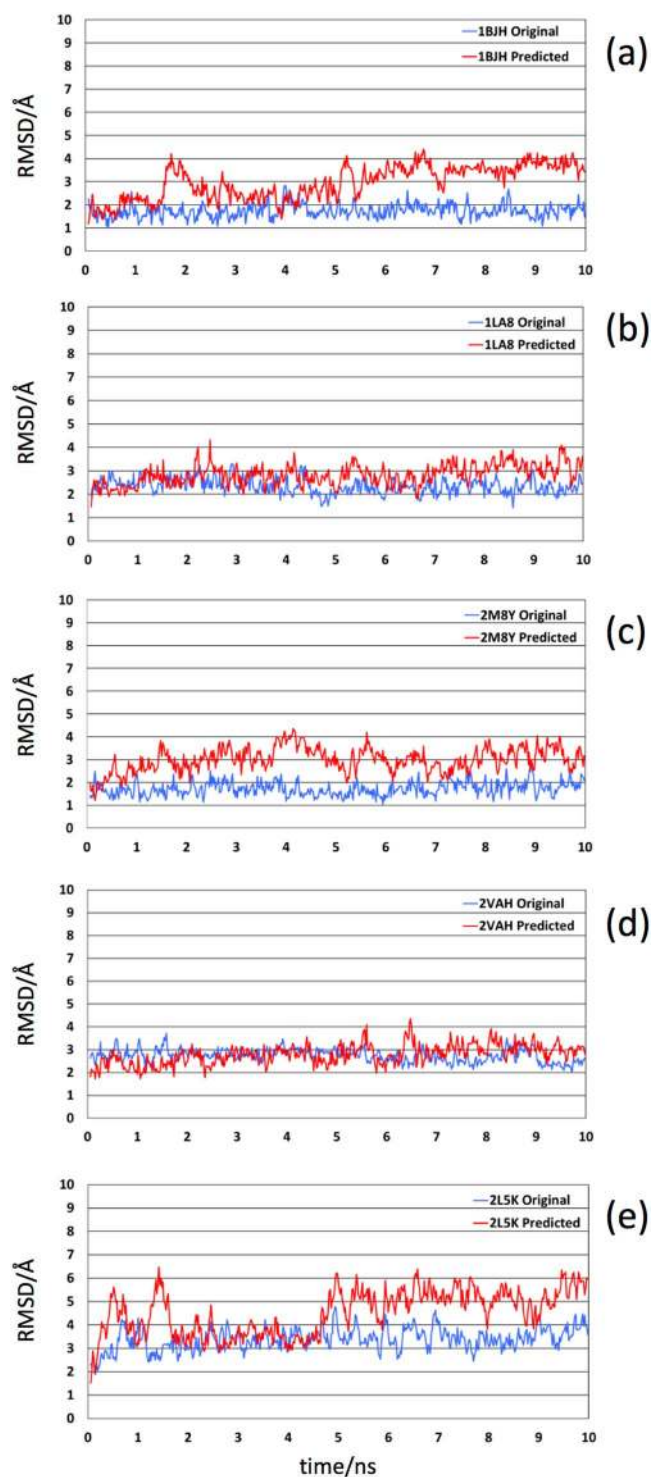 1BJH Original
1BJH Predicted
(a)
RMSD/Å
10
9
8
7
6
5
4
3
2
1
0
0 1 2 3 4 5 6 7 8 9 10
1LA8 Original
1LA8 Predicted
(b)
RMSD/Å
10
9
8
7
6
5
4
3
2
1
0
0 1 2 3 4 5 6 7 8 9 10
2M8Y Original
2M8Y Predicted
(c)
RMSD/Å
10
9
8
7
6
5
4
3
2
1
0
0 1 2 3 4 5 6 7 8 9 10
2VAH Original
2VAH Predicted
(d)
RMSD/Å
10
9
8
7
6
5
4
3
2
1
0
0 1 2 3 4 5 6 7 8 9 10
2L5K Original
2L5K Predicted
(e)
RMSD/Å
10
9
8
7
6
5
4
3
2
1
0
0 1 2 3 4 5 6 7 8 9 10
time/ns